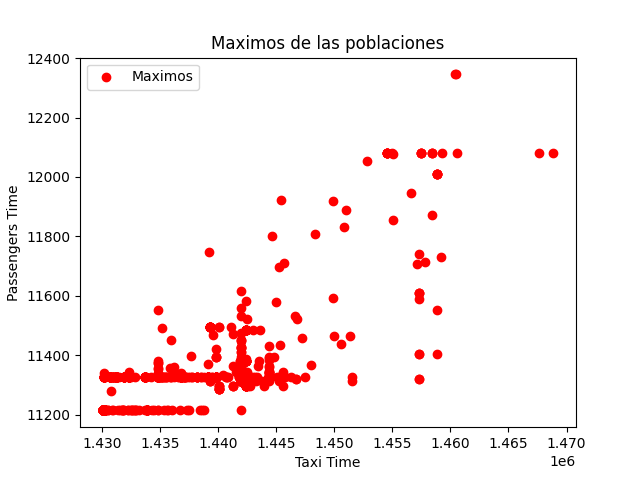 Maximos de las poblaciones
Maximos
Passengers Time
12400
12200
12000
11800
11600
11400
11200
1.430 1.435 1.440 1.445 1.450 1.455 1.460 1.465 1.470
1e6
Taxi Time